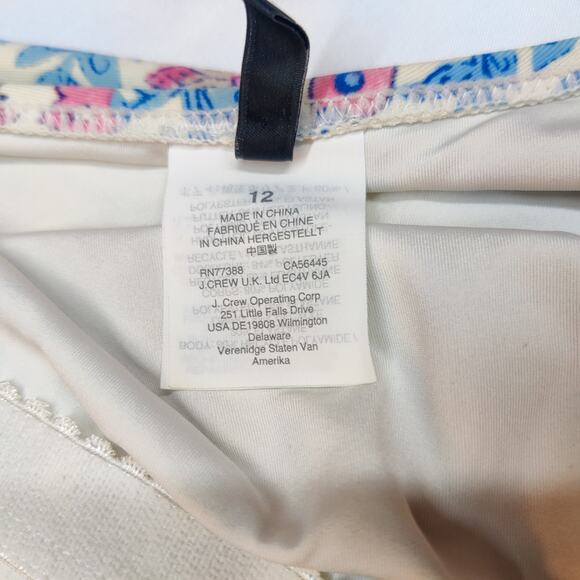 12
MADE IN CHINA
FABRIQUÉ EN CHINE
IN CHINA HERGESTELLT
中国製
RN77388 CA56445
J.CREW U.K. Ltd EC4V 6JA
J. Crew Operating Corp
251 Little Falls Drive
USA DE19808 Wilmington
Delaware
Verenidge Staten Van
Amerika